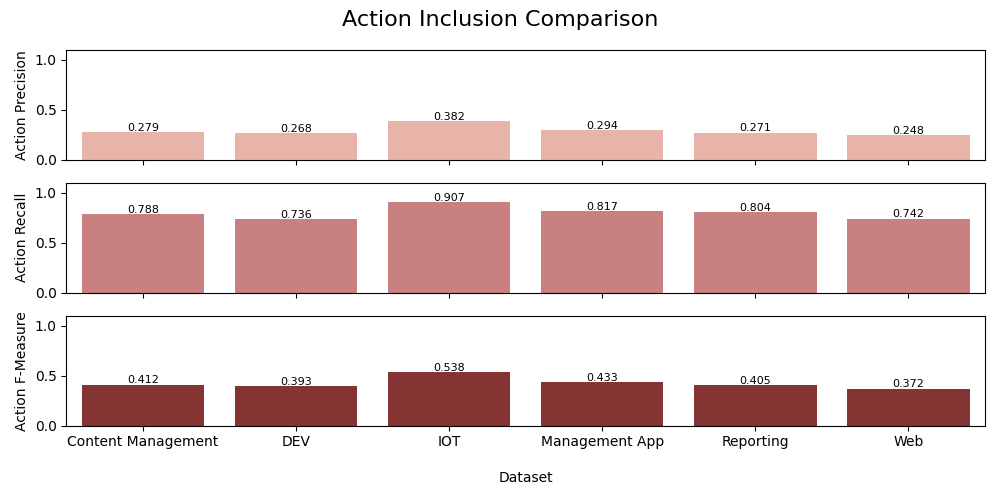 Action Inclusion Comparison
Action Precision
1.0
0.5
0.0
0.279 0.268 0.382 0.294 0.271 0.248
Action Recall
1.0
0.5
0.0
0.788 0.736 0.907 0.817 0.804 0.742
Action F-Measure
1.0
0.5
0.0
0.412 0.393 0.538 0.433 0.405 0.372
Content Management DEV IOT Management App Reporting Web
Dataset